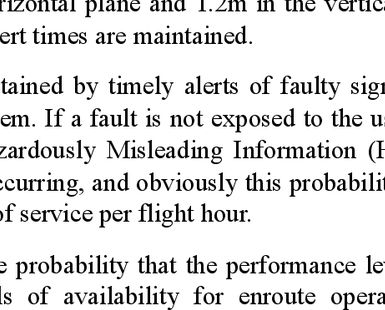 rizontal plane and 1.2m in the vertica
ert times are maintained.
tained by timely alerts of faulty sign
em. If a fault is not exposed to the us
zardously Misleading Information (H
ccurring, and obviously this probabilit
of service per flight hour.
e probability that the performance lev
ls of availability for enroute opera